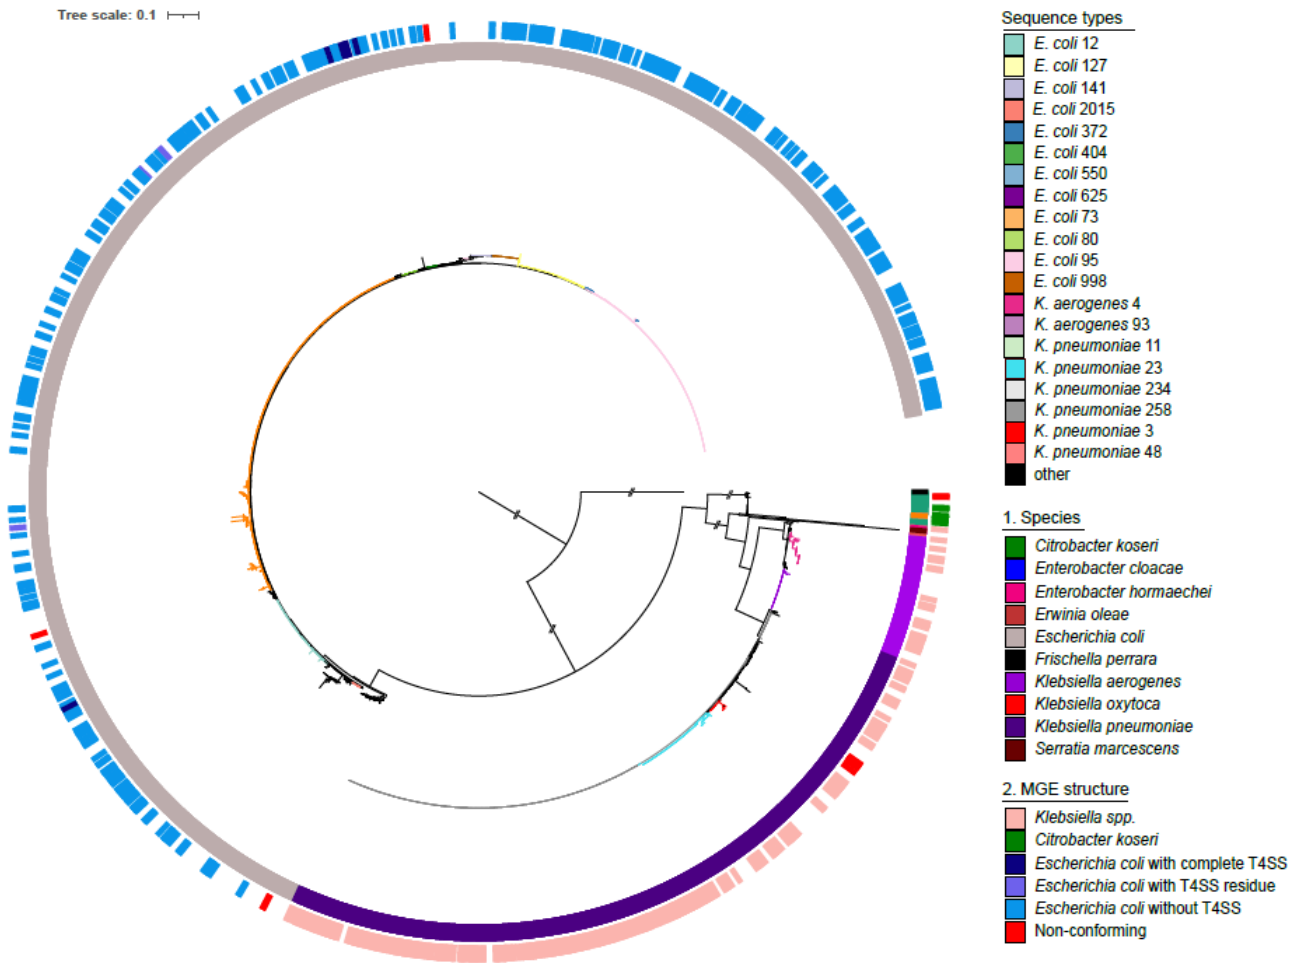 Tree scale: 0.1
Sequence types
E. coli 12
E. coli 127
E. coli 141
E. coli 2015
E. coli 372
E. coli 404
E. coli 550
E. coli 625
E. coli 73
E. coli 80
E. coli 95
E. coli 998
K. aerogenes 4
K. aerogenes 93
K. pneumoniae 11
K. pneumoniae 23
K. pneumoniae 234
K. pneumoniae 258
K. pneumoniae 3
K. pneumoniae 48
other
1. Species
Citrobacter koseri
Enterobacter cloacae
Enterobacter hormaechei
Erwinia oleae
Escherichia coli
Frischella perrara
Klebsiella aerogenes
Klebsiella oxytoca
Klebsiella pneumoniae
Serratia marcescens
2. MGE structure
Klebsiella spp.
Citrobacter koseri
Escherichia coli with complete T4SS
Escherichia coli with T4SS residue
Escherichia coli without T4SS
Non-conforming